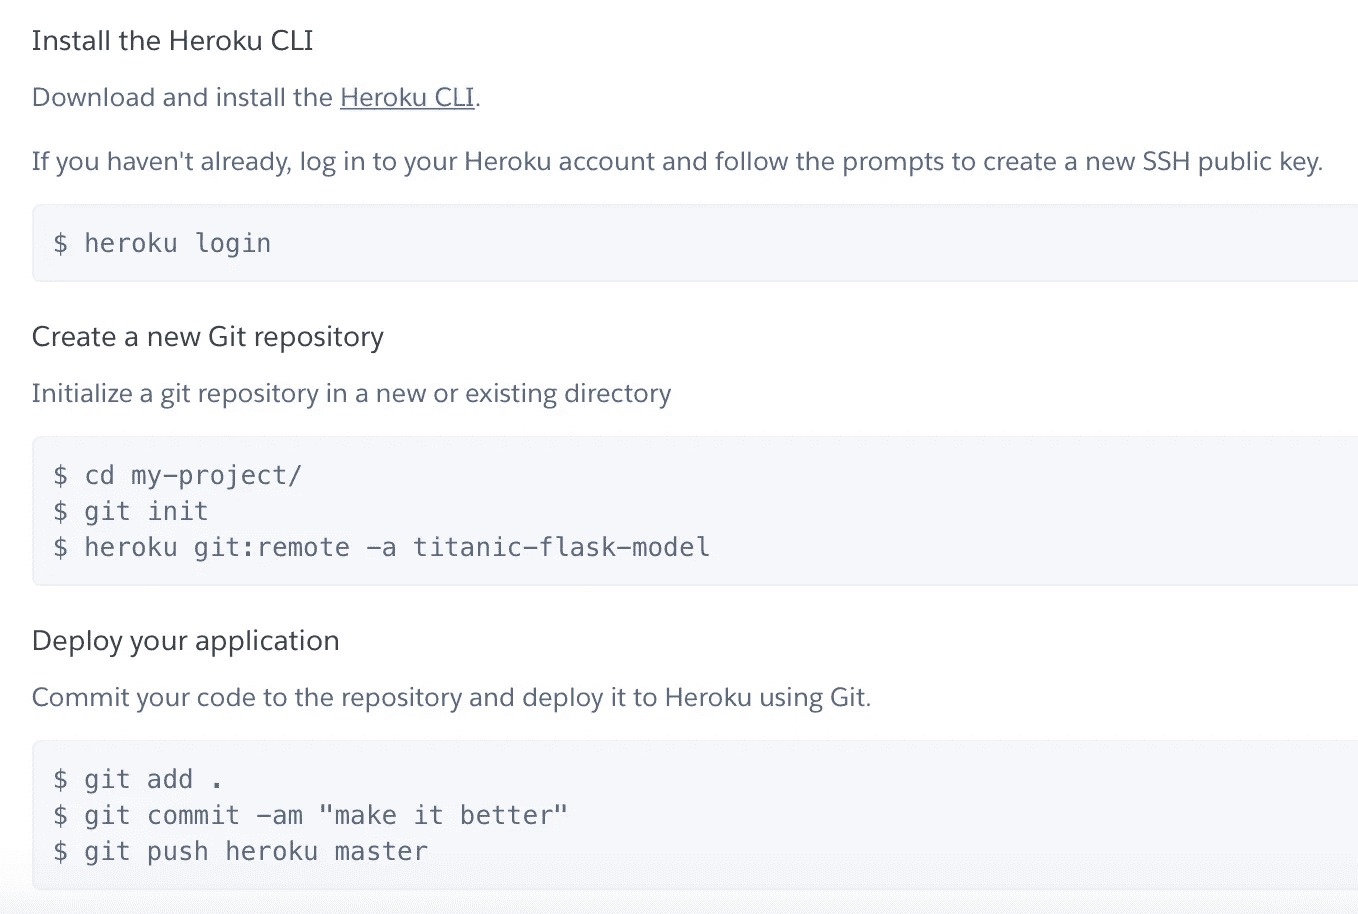 Install the Heroku CLI
Download and install the Heroku CLI.
If you haven't already, log in to your Heroku account and follow the prompts to create a new SSH public key.
$ heroku login
Create a new Git repository
Initialize a git repository in a new or existing directory
$ cd my-project/
$ git init
$ heroku git:remote -a titanic-flask-model
Deploy your application
Commit your code to the repository and deploy it to Heroku using Git.
$ git add .
$ git commit -am "make it better"
$ git push heroku master